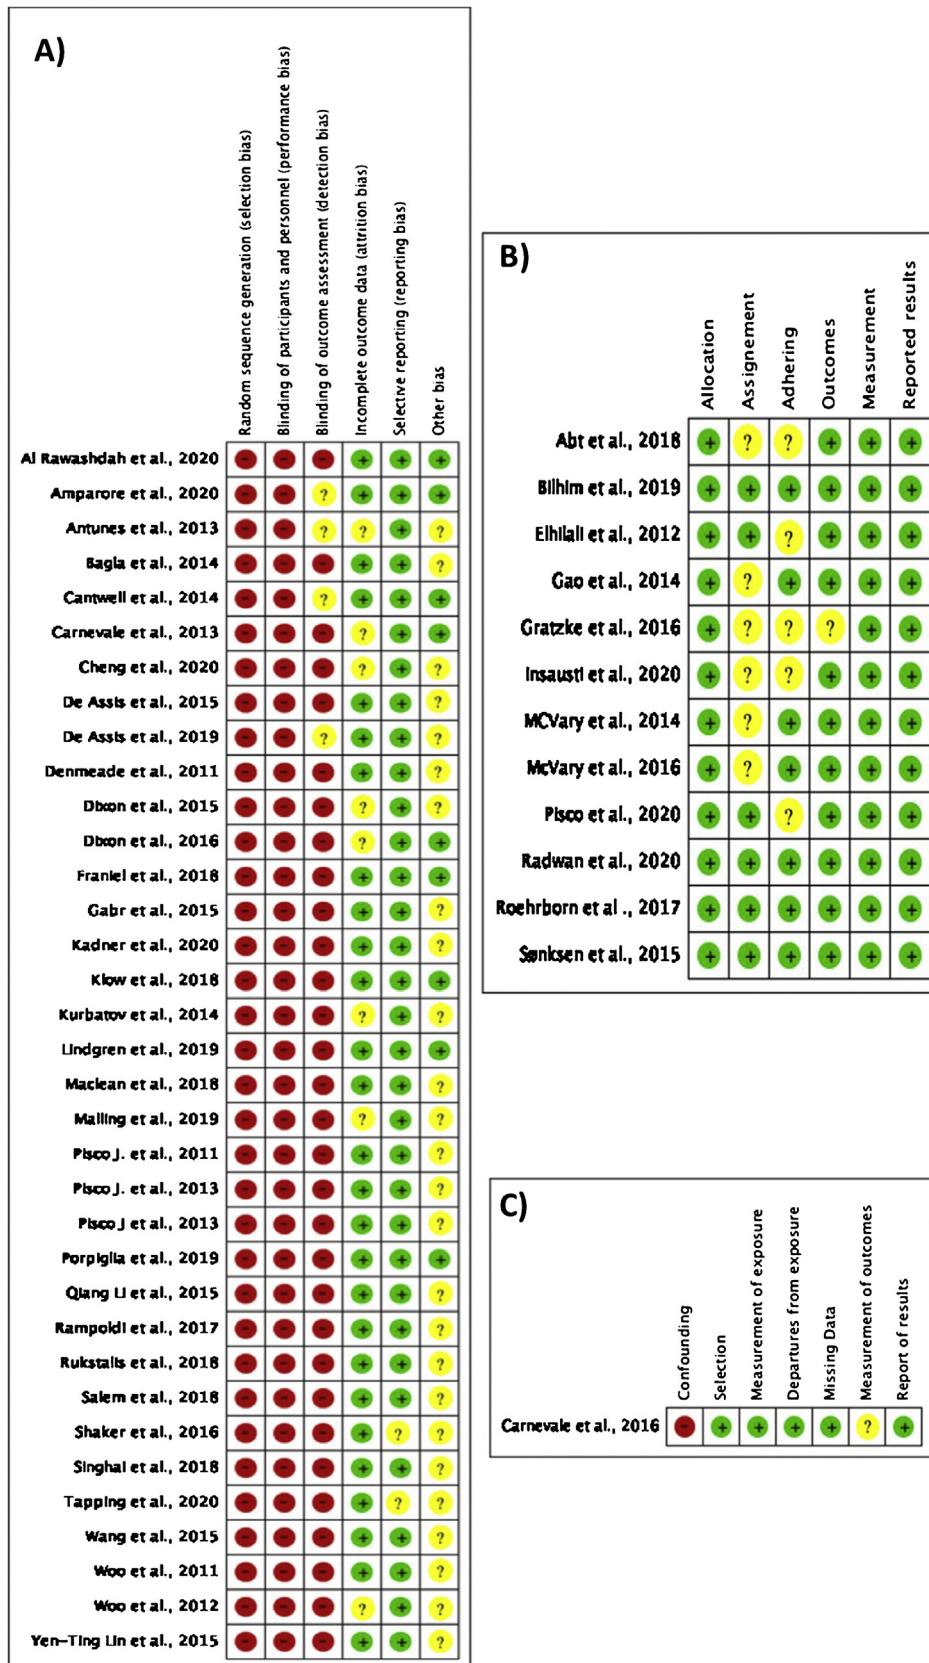 A)
Random sequence generation (selection bias)
Blinding of participants and personnel (performance bias)
Blinding of outcome assessment (detection bias)
Incomplete outcome data (attrition bias)
Selective reporting (reporting bias)
Other bias
Al Rawashdah et al., 2020 - - - + + +
Amparore et al., 2020 - - ? + + +
Antunes et al., 2013 - - ? ? + ?
Bagla et al., 2014 - - - + + ?
Cantwell et al., 2014 - - ? + + +
Carnevale et al., 2013 - - - ? + +
Cheng et al., 2020 - - - ? + ?
De Assis et al., 2015 - - - + + ?
De Assis et al., 2019 - - ? + + ?
Denmeade et al., 2011 - - - + + ?
Dixon et al., 2015 - - - ? + ?
Dixon et al., 2016 - - - ? + +
Franiel et al., 2018 - - - + + +
Gabr et al., 2015 - - - + + ?
Kadner et al., 2020 - - - + + ?
Klow et al., 2018 - - - + + +
Kurbatov et al., 2014 - - - ? + ?
Lindgren et al., 2019 - - - + + +
Maclean et al., 2018 - - - + + ?
Malling et al., 2019 - - - ? + ?
Pisco J. et al., 2011 - - - + + ?
Pisco J. et al., 2013 - - - + + ?
Pisco J et al., 2013 - - - + + ?
Porpiglia et al., 2019 - - - + + +
Qiang Li et al., 2015 - - - + + ?
Rampoldi et al., 2017 - - - + + ?
Rukstalis et al., 2018 - - - + + ?
Salem et al., 2018 - - - + + ?
Shaker et al., 2016 - - - + ? ?
Singhal et al., 2018 - - - + + ?
Tapping et al., 2020 - - - + ? ?
Wang et al., 2015 - - - + + ?
Woo et al., 2011 - - - + + ?
Woo et al., 2012 - - - ? + ?
Yen-Ting Lin et al., 2015 - - - + + ?
B)
Allocation
Assignement
Adhering
Outcomes
Measurement
Reported results
Abt et al., 2018 + ? ? + + +
Bilhim et al., 2019 + + + + + +
Elhilali et al., 2012 + + ? + + +
Gao et al., 2014 + ? + + + +
Gratzke et al., 2016 + ? ? ? + +
Insausti et al., 2020 + ? ? + + +
MCVary et al., 2014 + ? + + + +
McVary et al., 2016 + ? + + + +
Pisco et al., 2020 + + ? + + +
Radwan et al., 2020 + + + + + +
Roehrborn et al ., 2017 + + + + + +
Sønksen et al., 2015 + + + + + +
C)
Confounding
Selection
Measurement of exposure
Departures from exposure
Missing Data
Measurement of outcomes
Report of results
Carnevale et al., 2016 - + + + + ? +